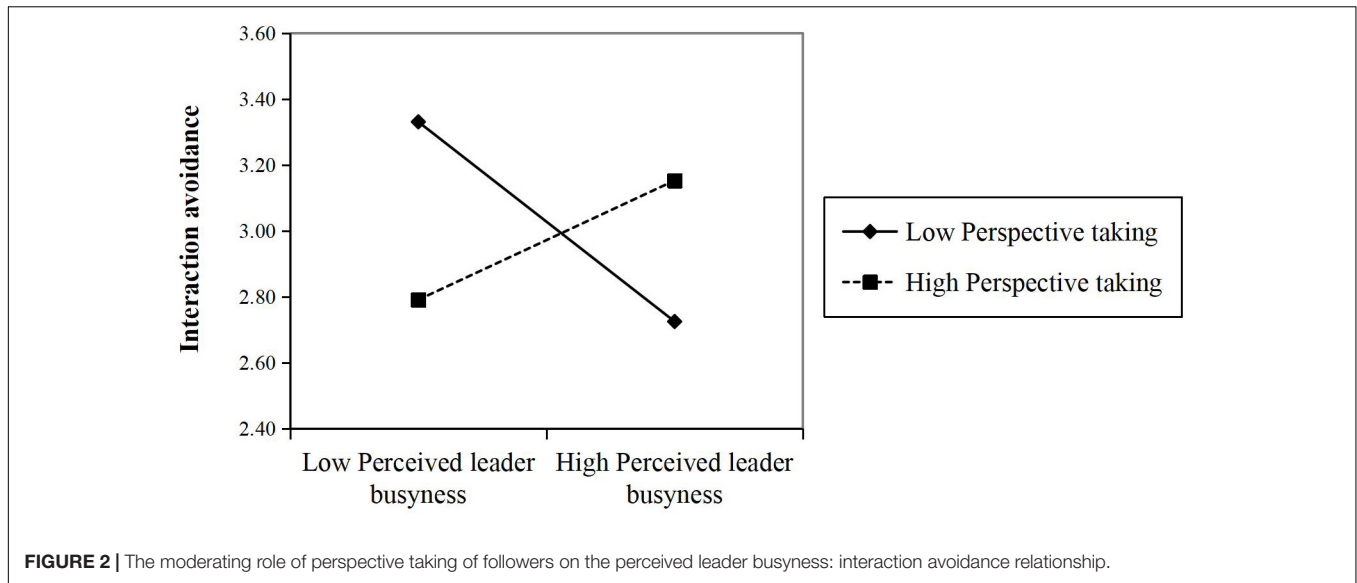 3.60
3.40
3.20
3.00
2.80
2.60
2.40
Interaction avoidance
Low Perceived leader
busyness
High Perceived leader
busyness
Low Perspective taking
High Perspective taking
FIGURE 2 | The moderating role of perspective taking of followers on the perceived leader busyness: interaction avoidance relationship.